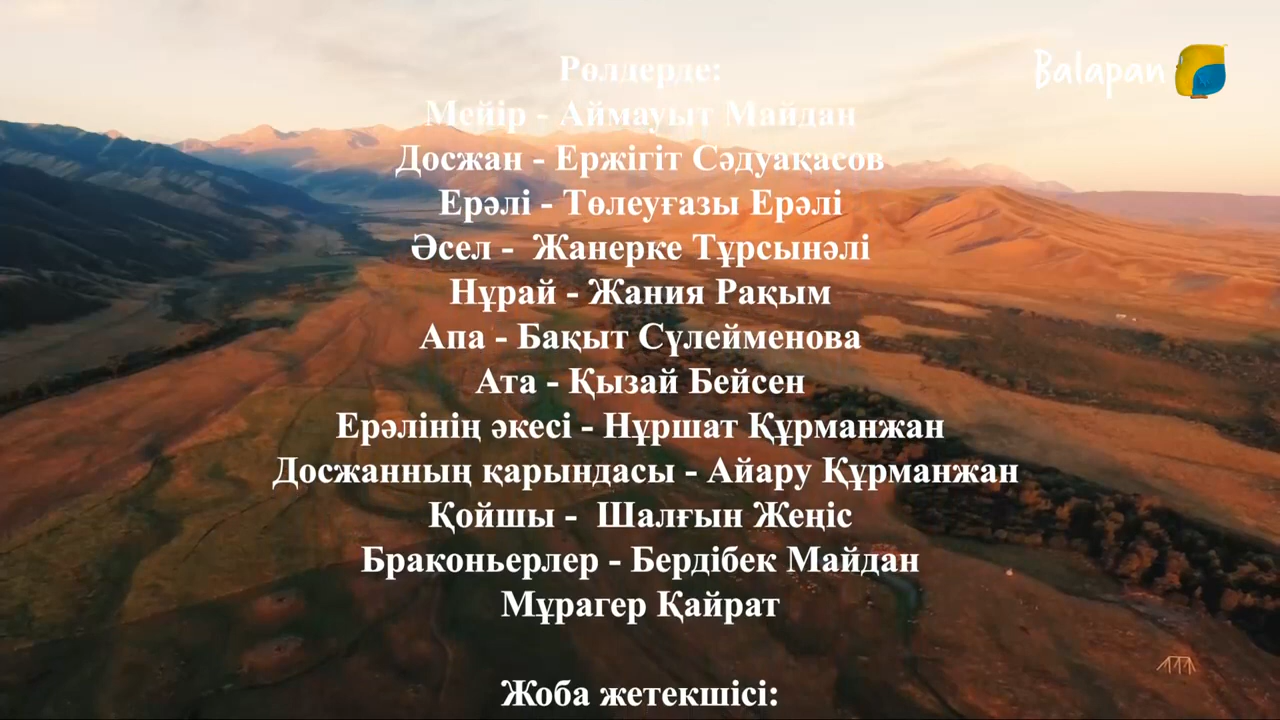 Balapan
Рөлдерде:
Мейір - Аймауыт Майдан
Досжан - Ержігіт Сәдуақасов
Ерәлі - Төлеуғазы Ерәлі
Әсел -  Жанерке Тұрсынәлі
Нұрай - Жания Рақым
Апа - Бақыт Сүлейменова
Ата - Қызай Бейсен
Ерәлінің әкесі - Нұршат Құрманжан
Досжанның қарындасы - Айару Құрманжан
Қойшы -  Шалғын Жеңіс
Браконьерлер - Бердібек Майдан
Мұрагер Қайрат
Жоба жетекшісі: